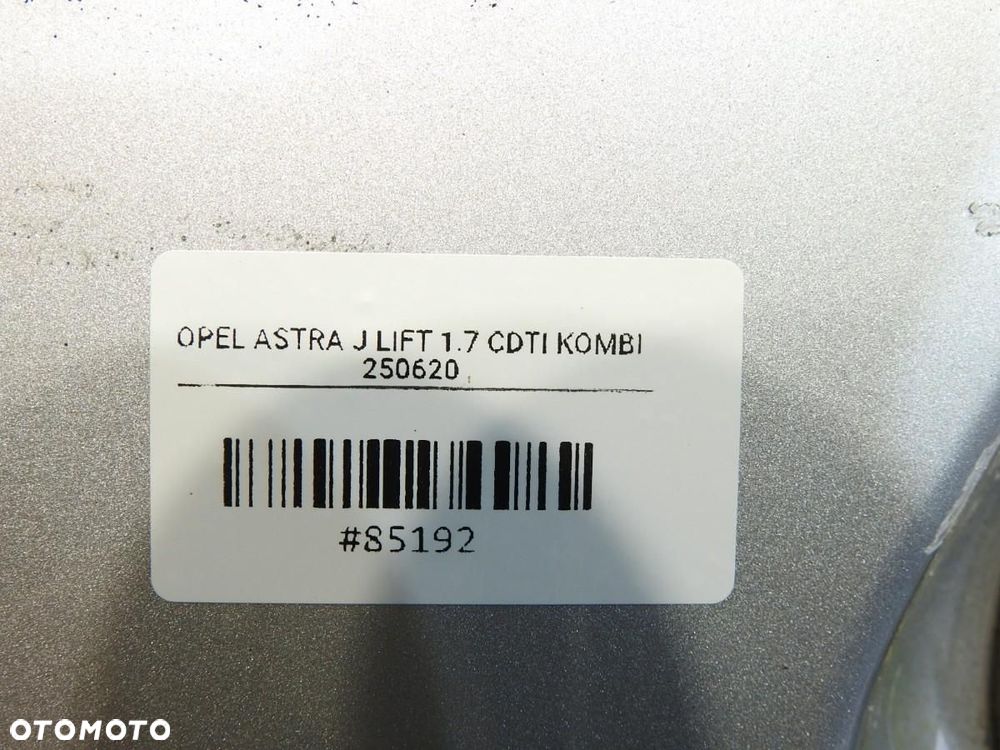 OPEL ASTRA J LIFT 1.7 CDTI KOMBI
250620
#85192
OTOMOTO